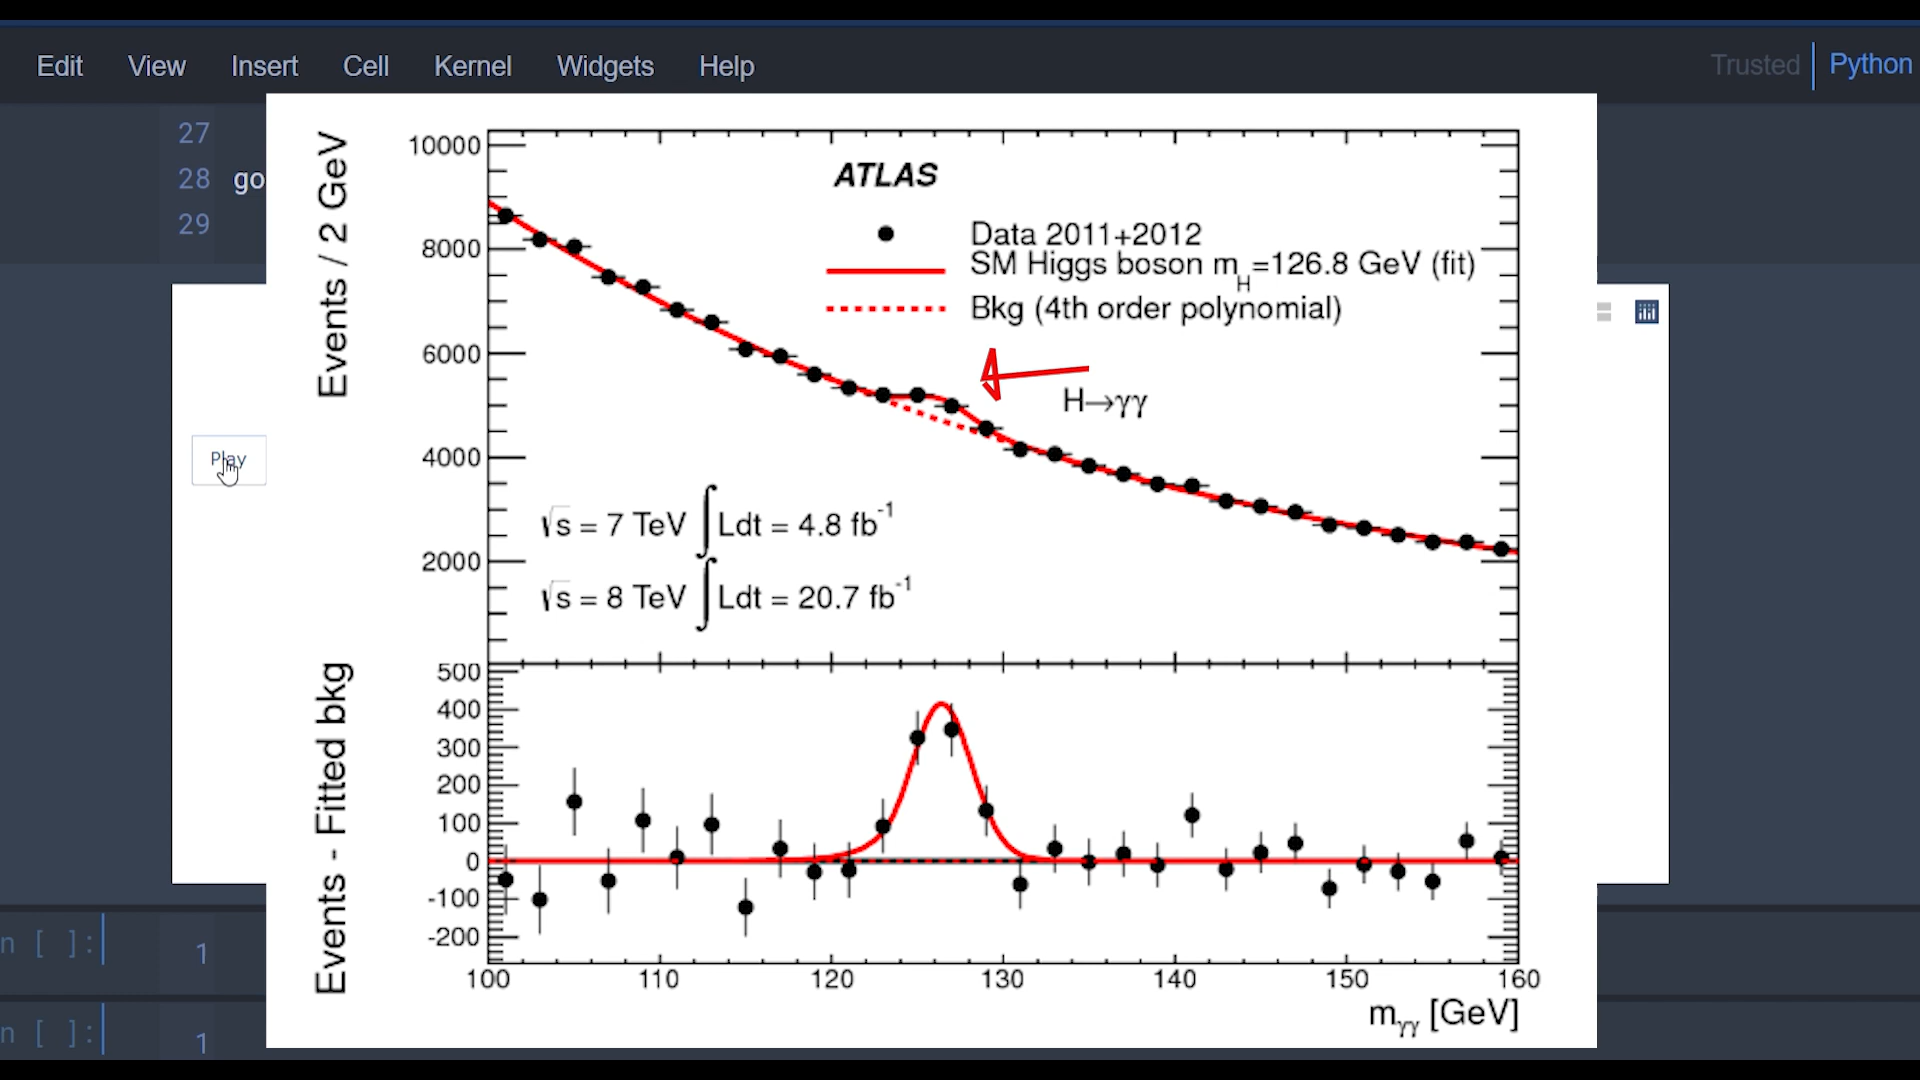 Edit View Insert Cell Kernel Widgets Help Trusted Python
27
28 go
29
Play
Events / 2 GeV
10000
8000
6000
4000
2000
ATLAS
Data 2011+2012
SM Higgs boson mH=126.8 GeV (fit)
Bkg (4th order polynomial)
H→γγ
√s = 7 TeV ∫Ldt = 4.8 fb⁻¹
√s = 8 TeV ∫Ldt = 20.7 fb⁻¹
Events - Fitted bkg
500
400
300
200
100
0
-100
-200
100 110 120 130 140 150 160
mγγ [GeV]
n [ ]: 1
n [ ]: 1